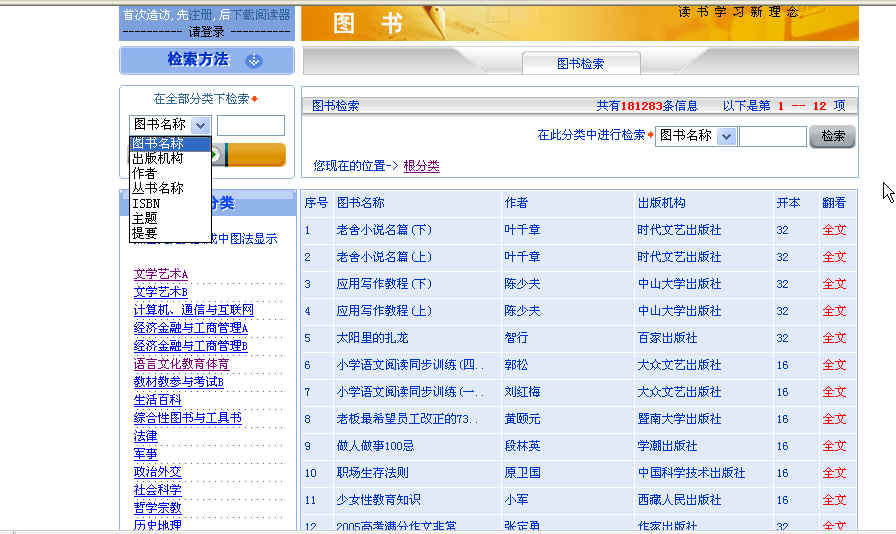 首次造访,先注册,后下载阅读器
---------- 请登录 ----------
图 书
读 书 学 习 新 理 念
检索方法
图书检索
在全部分类下检索
图书名称
图书名称
出版机构
作者
丛书名称
ISBN
主题
提要
图书检索 共有181283条信息 以下是第 1 -- 12 项
在此分类中进行检索 图书名称 检索
您现在的位置-> 根分类
分类
成中图法显示
文学艺术A
文学艺术B
计算机、通信与互联网
经济金融与工商管理A
经济金融与工商管理B
语言文化教育体育
教材教参与考试B
生活百科
综合性图书与工具书
法律
军事
政治外交
社会科学
哲学宗教
历史地理
序号 图书名称 作者 出版机构 开本 翻看
1 老舍小说名篇(下) 叶千章 时代文艺出版社 32 全文
2 老舍小说名篇(上) 叶千章 时代文艺出版社 32 全文
3 应用写作教程(下) 陈少夫 中山大学出版社 32 全文
4 应用写作教程(上) 陈少夫 中山大学出版社 32 全文
5 太阳里的扎龙 智行 百家出版社 32 全文
6 小学语文阅读同步训练(四.. 郭松 大众文艺出版社 16 全文
7 小学语文阅读同步训练(一.. 刘红梅 大众文艺出版社 16 全文
8 老板最希望员工改正的73.. 黄颐元 暨南大学出版社 16 全文
9 做人做事100忌 段林英 学潮出版社 16 全文
10 职场生存法则 原卫国 中国科学技术出版社 16 全文
11 少女性教育知识 小军 西藏人民出版社 16 全文
12 2005高考满分作文非常.. 张定勇 作家出版社 32 全文